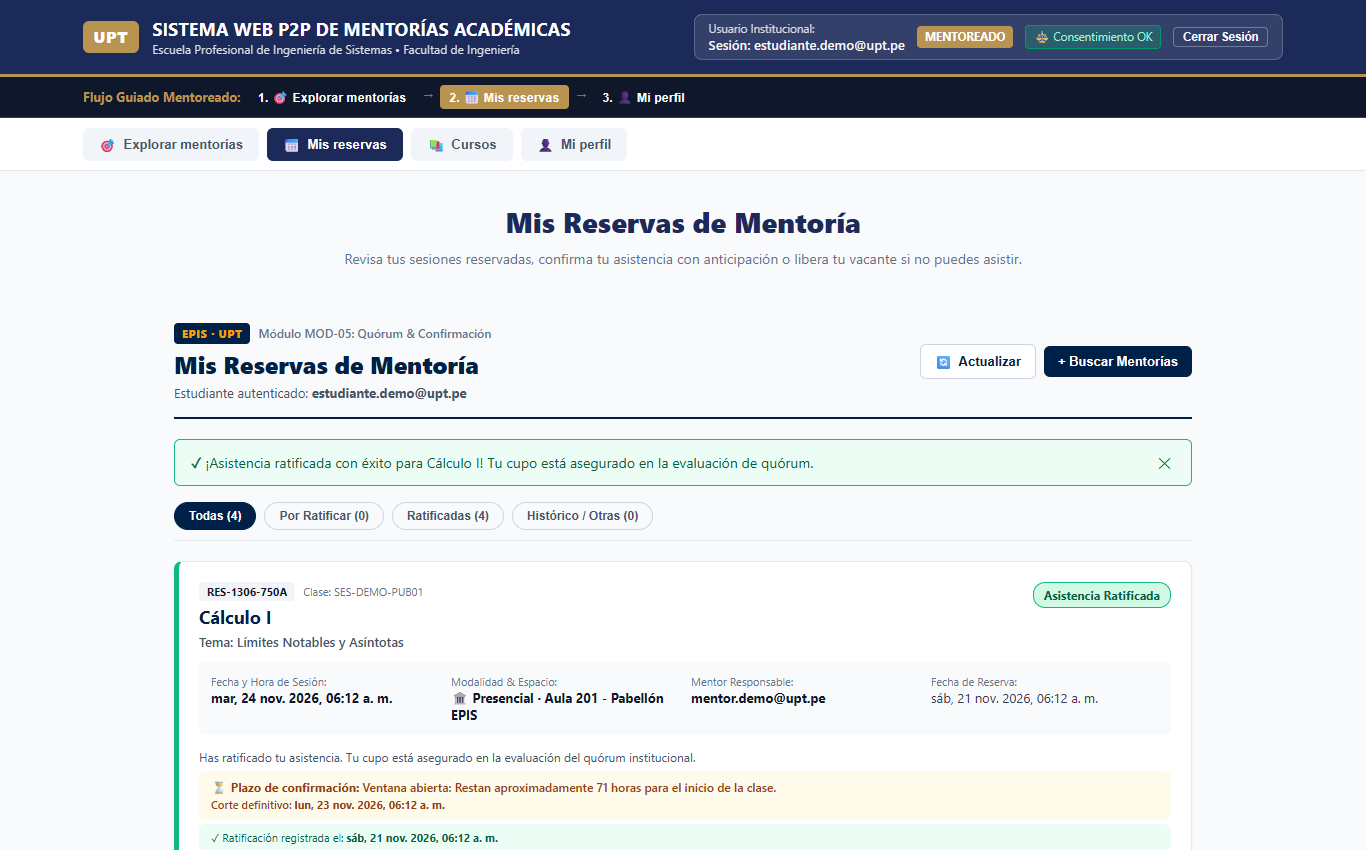 UPT
SISTEMA WEB P2P DE MENTORÍAS ACADÉMICAS
Escuela Profesional de Ingeniería de Sistemas • Facultad de Ingeniería
Usuario Institucional:
Sesión: estudiante.demo@upt.pe
MENTOREADO
Consentimiento OK
Cerrar Sesión
Flujo Guiado Mentoreado:
1. Explorar mentorías → 2. Mis reservas → 3. Mi perfil
Explorar mentorías
Mis reservas
Cursos
Mi perfil
Mis Reservas de Mentoría
Revisa tus sesiones reservadas, confirma tu asistencia con anticipación o libera tu vacante si no puedes asistir.
EPIS · UPT
Módulo MOD-05: Quórum & Confirmación
Mis Reservas de Mentoría
Estudiante autenticado: estudiante.demo@upt.pe
Actualizar
+ Buscar Mentorías
✓ ¡Asistencia ratificada con éxito para Cálculo I! Tu cupo está asegurado en la evaluación de quórum.
Todas (4)
Por Ratificar (0)
Ratificadas (4)
Histórico / Otras (0)
RES-1306-750A
Clase: SES-DEMO-PUB01
Asistencia Ratificada
Cálculo I
Tema: Límites Notables y Asíntotas
Fecha y Hora de Sesión:
mar, 24 nov. 2026, 06:12 a. m.
Modalidad & Espacio:
Presencial · Aula 201 - Pabellón
EPIS
Mentor Responsable:
mentor.demo@upt.pe
Fecha de Reserva:
sáb, 21 nov. 2026, 06:12 a. m.
Has ratificado tu asistencia. Tu cupo está asegurado en la evaluación del quórum institucional.
Plazo de confirmación: Ventana abierta: Restan aproximadamente 71 horas para el inicio de la clase.
Corte definitivo: lun, 23 nov. 2026, 06:12 a. m.
✓ Ratificación registrada el: sáb, 21 nov. 2026, 06:12 a. m.